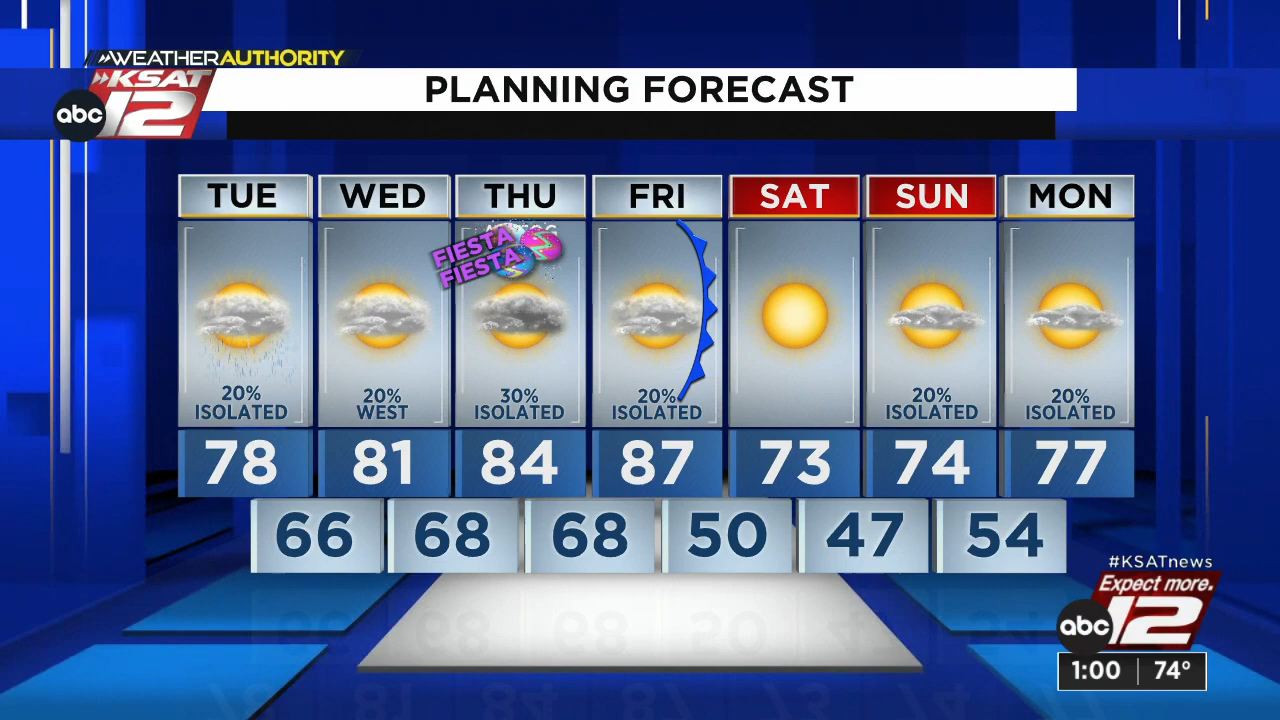 WEATHERAUTHORITY
KSAT
abc 12
PLANNING FORECAST
TUE WED THU FRI SAT SUN MON
FIESTA
FIESTA
20% 20% 30% 20% 20% 20%
ISOLATED WEST ISOLATED ISOLATED ISOLATED ISOLATED
78 81 84 87 73 74 77
66 68 68 50 47 54
#KSATnews
Expect more.
abc 12
1:00 74°